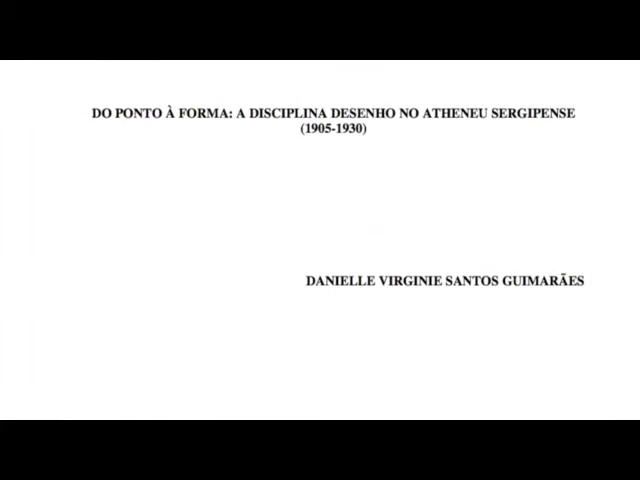 DO PONTO À FORMA: A DISCIPLINA DESENHO NO ATHENEU SERGIPENSE
(1905-1930)
DANIELLE VIRGINIE SANTOS GUIMARÃES